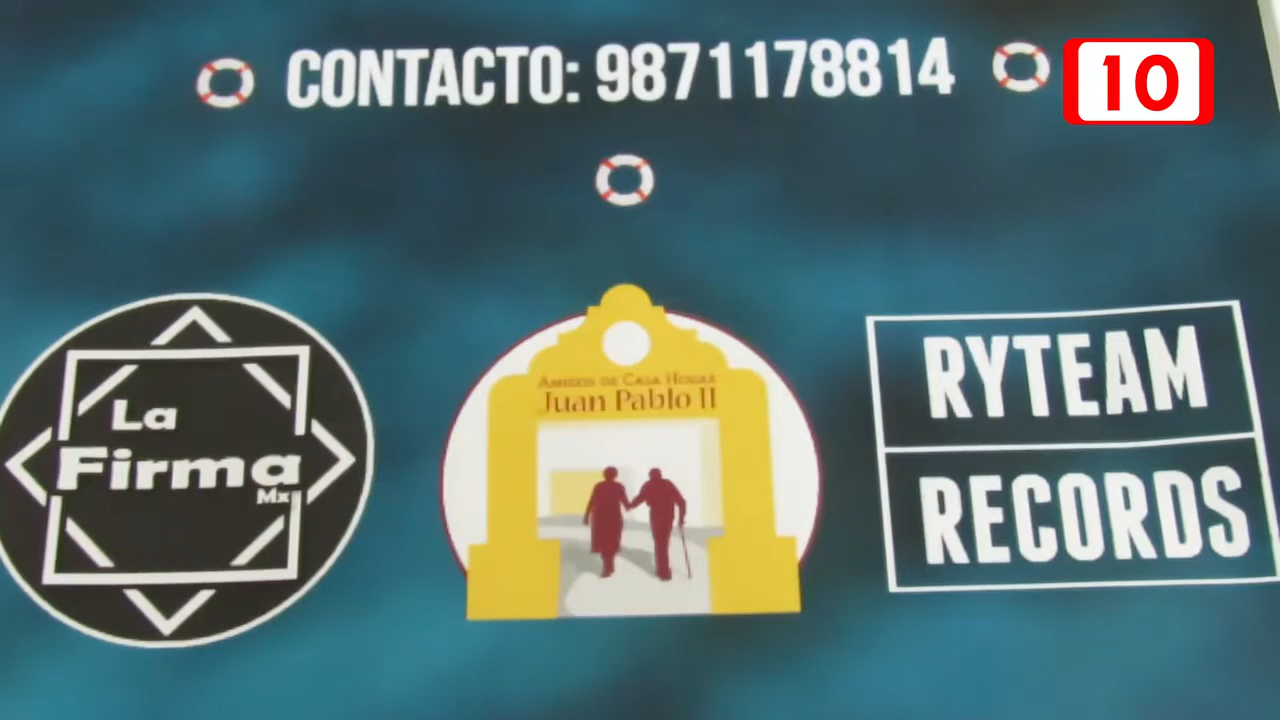 CONTACTO: 9871178814
10
La
Firma
Mx
AMIGOS DE CASA HOGAR
Juan Pablo II
RYTEAM
RECORDS